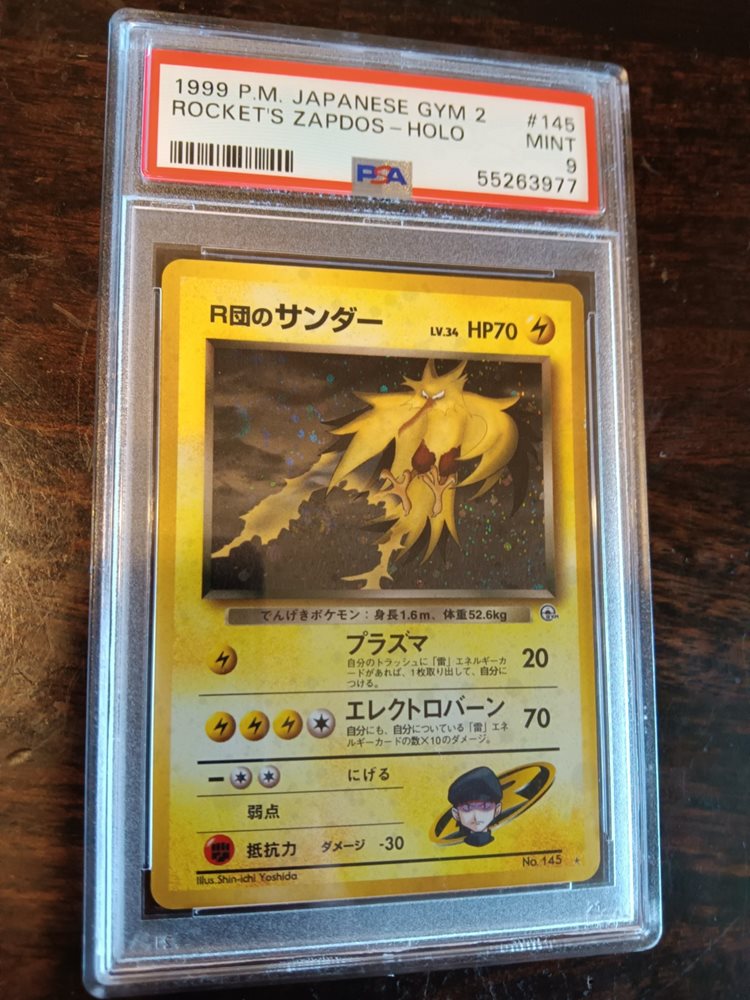 1999 P.M. JAPANESE GYM 2 #145
ROCKET'S ZAPDOS - HOLO MINT
9
PSA 55263977
R団のサンダー LV.34 HP70
でんげきポケモン：身長1.6m、体重52.6kg
プラズマ 20
自分のトラッシュに「雷」エネルギーカ
ードがあれば、1枚取り出して、自分に
つける。
エレクトロバーン 70
自分にも、自分についている「雷」エネ
ルギーカードの数×10のダメージ。
にげる
弱点
抵抗力 ダメージ -30
Illus.Shin-ichi Yoshida No.145